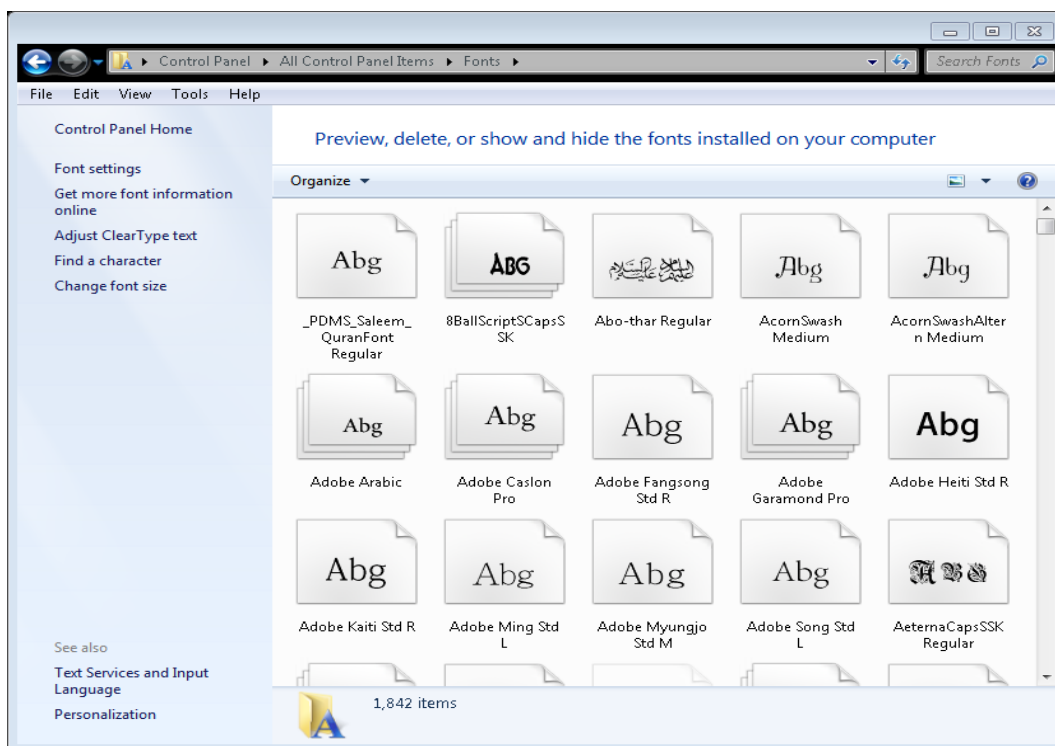 Control Panel All Control Panel Items Fonts Search Fonts
File Edit View Tools Help
Control Panel Home
Font settings
Get more font information
online
Adjust ClearType text
Find a character
Change font size
See also
Text Services and Input
Language
Personalization
Preview, delete, or show and hide the fonts installed on your computer
Organize
Abg ABG Abg Abg
_PDMS_Saleem_
QuranFont
Regular
8BallScriptSCapsS
SK
Abo-thar Regular
AcornSwash
Medium
AcornSwashAlter
n Medium
Abg Abg Abg Abg Abg
Adobe Arabic
Adobe Caslon
Pro
Adobe Fangsong
Std R
Adobe
Garamond Pro
Adobe Heiti Std R
Abg Abg Abg Abg ABG
Adobe Kaiti Std R
Adobe Ming Std
L
Adobe Myungjo
Std M
Adobe Song Std
L
AeternaCapsSSK
Regular
1,842 items